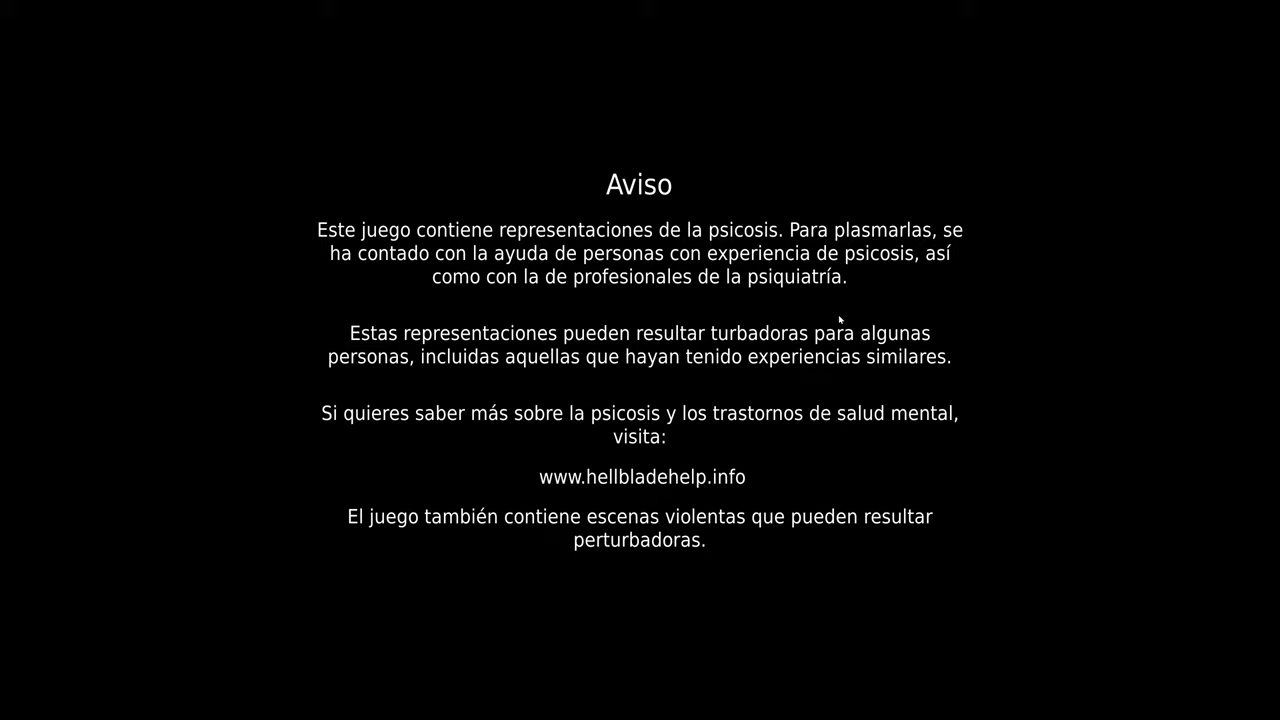 Aviso
Este juego contiene representaciones de la psicosis. Para plasmarlas, se
ha contado con la ayuda de personas con experiencia de psicosis, así
como con la de profesionales de la psiquiatría.
Estas representaciones pueden resultar turbadoras para algunas
personas, incluidas aquellas que hayan tenido experiencias similares.
Si quieres saber más sobre la psicosis y los trastornos de salud mental,
visita:
www.hellbladehelp.info
El juego también contiene escenas violentas que pueden resultar
perturbadoras.